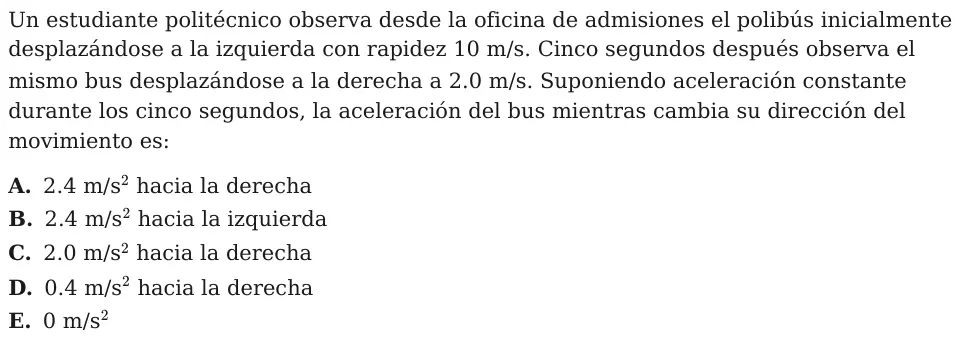 Un estudiante politécnico observa desde la oficina de admisiones el polibús inicialmente
desplazándose a la izquierda con rapidez 10 m/s. Cinco segundos después observa el
mismo bus desplazándose a la derecha a 2.0 m/s. Suponiendo aceleración constante
durante los cinco segundos, la aceleración del bus mientras cambia su dirección del
movimiento es:
A. 2.4 m/s² hacia la derecha
B. 2.4 m/s² hacia la izquierda
C. 2.0 m/s² hacia la derecha
D. 0.4 m/s² hacia la derecha
E. 0 m/s²